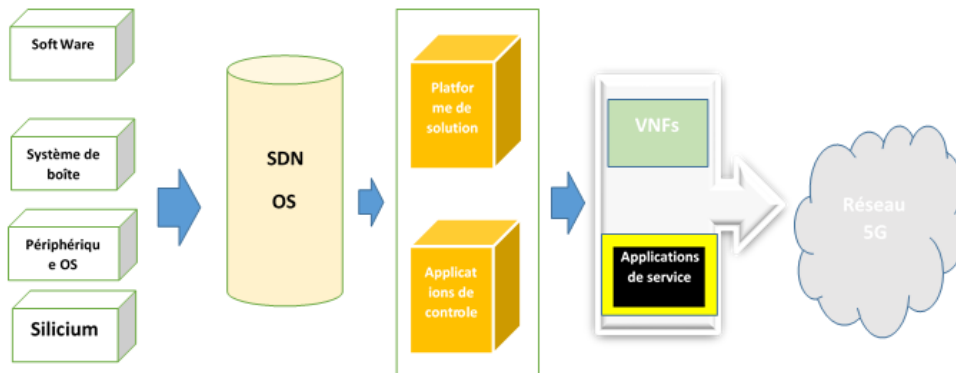 Soft Ware
Système de
boîte
Périphériqu
e OS
Silicium
SDN
OS
Platfor
me de
solution
Applicat
ions de
controle
VNFs
Applications
de service
Réseau
5G